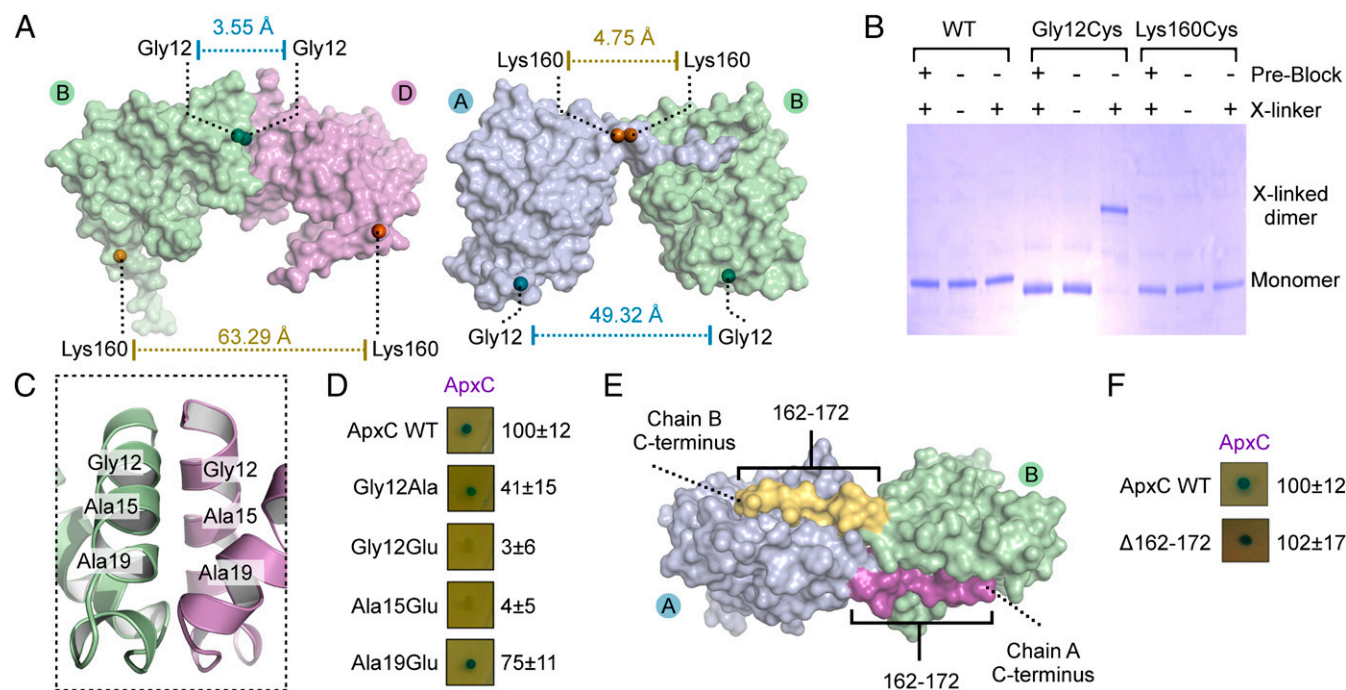 A
3.55 Å
Gly12 Gly12
B D
Lys160 Lys160
63.29 Å
4.75 Å
Lys160 Lys160
A B
Gly12 Gly12
49.32 Å
B
WT Gly12Cys Lys160Cys
+ - - + - - + - - Pre-Block
+ - + + - + + - + X-linker
X-linked
dimer
Monomer
C
Gly12 Gly12
Ala15 Ala15
Ala19 Ala19
D
ApxC
ApxC WT 100±12
Gly12Ala 41±15
Gly12Glu 3±6
Ala15Glu 4±5
Ala19Glu 75±11
E
Chain B
C-terminus
162-172
B
A
162-172
Chain A
C-terminus
F
ApxC
ApxC WT 100±12
Δ162-172 102±17